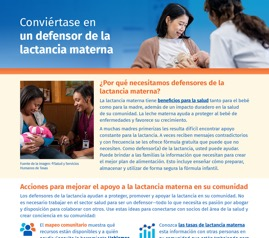 Conviértase en
un defensor de la
lactancia materna
¿Por qué necesitamos defensores de la
lactancia materna?
La lactancia materna tiene beneficios para la salud tanto para el bebé
como para la madre, además de un impacto duradero en la salud
de su comunidad. La leche materna ayuda a proteger al bebé de
enfermedades y favorece su crecimiento.
A muchas madres primerizas les resulta difícil encontrar apoyo
constante para la lactancia. A veces reciben mensajes contradictorios
y con frecuencia se les ofrece fórmula gratuita que puede que no
necesiten. Como defensor(a) de la lactancia, usted puede ayudar.
Puede brindar a las familias la información que necesitan para crear
el mejor plan de alimentación. Esto incluye enseñar cómo preparar,
almacenar y utilizar de forma segura la fórmula infantil.
Fuente de la imagen:
Humanos de Texas
Acciones para mejorar el apoyo a la lactancia materna en su comunidad
Los defensores de la lactancia ayudan a proteger, promover y apoyar la lactancia en su comunidad. No
es necesario trabajar en el sector salud para ser un defensor—todo lo que necesita es pasión por abogar
y disposición para colaborar con otros. Use estas ideas para conectarse con socios del área de la salud y
crear conciencia en su comunidad:
El mapeo comunitario muestra qué
recursos están disponibles y a quién
Conozca las tasas de lactancia materna
esta información con otras personas en